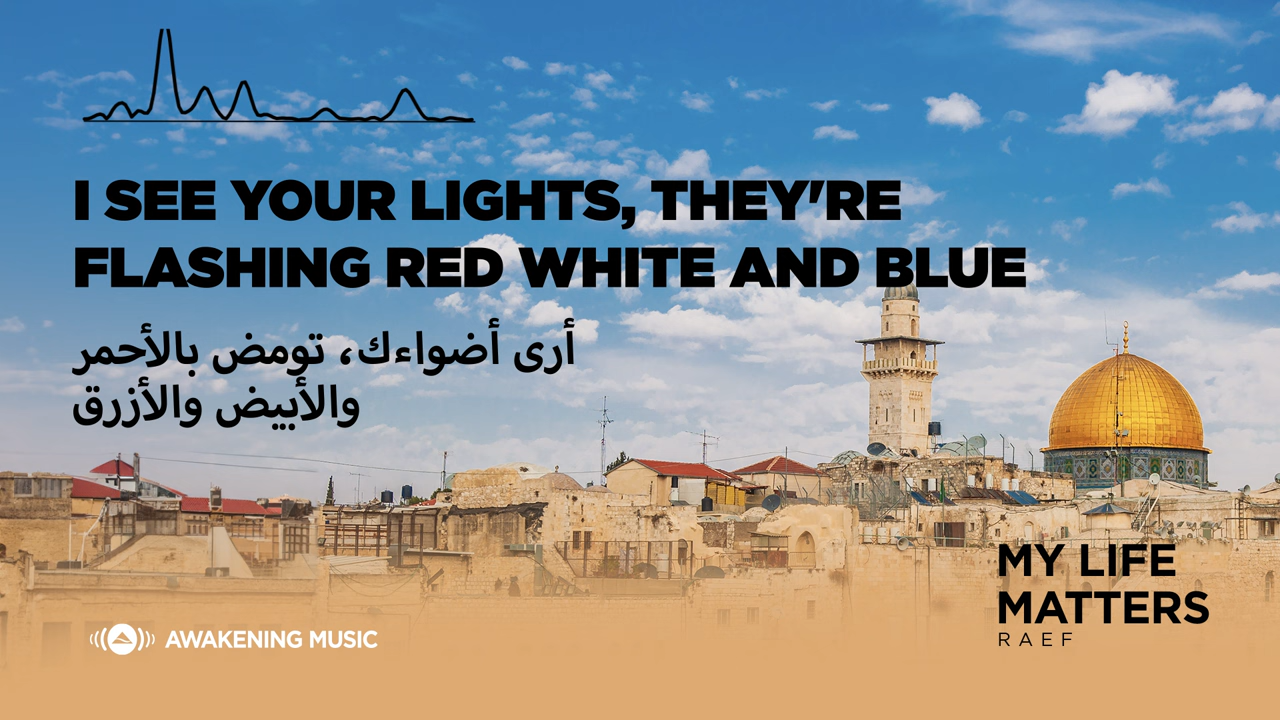 I SEE YOUR LIGHTS, THEY'RE
FLASHING RED WHITE AND BLUE
أرى أضواءك، تومض بالأحمر
والأبيض والأزرق
MY LIFE
MATTERS
RAEF
AWAKENING MUSIC